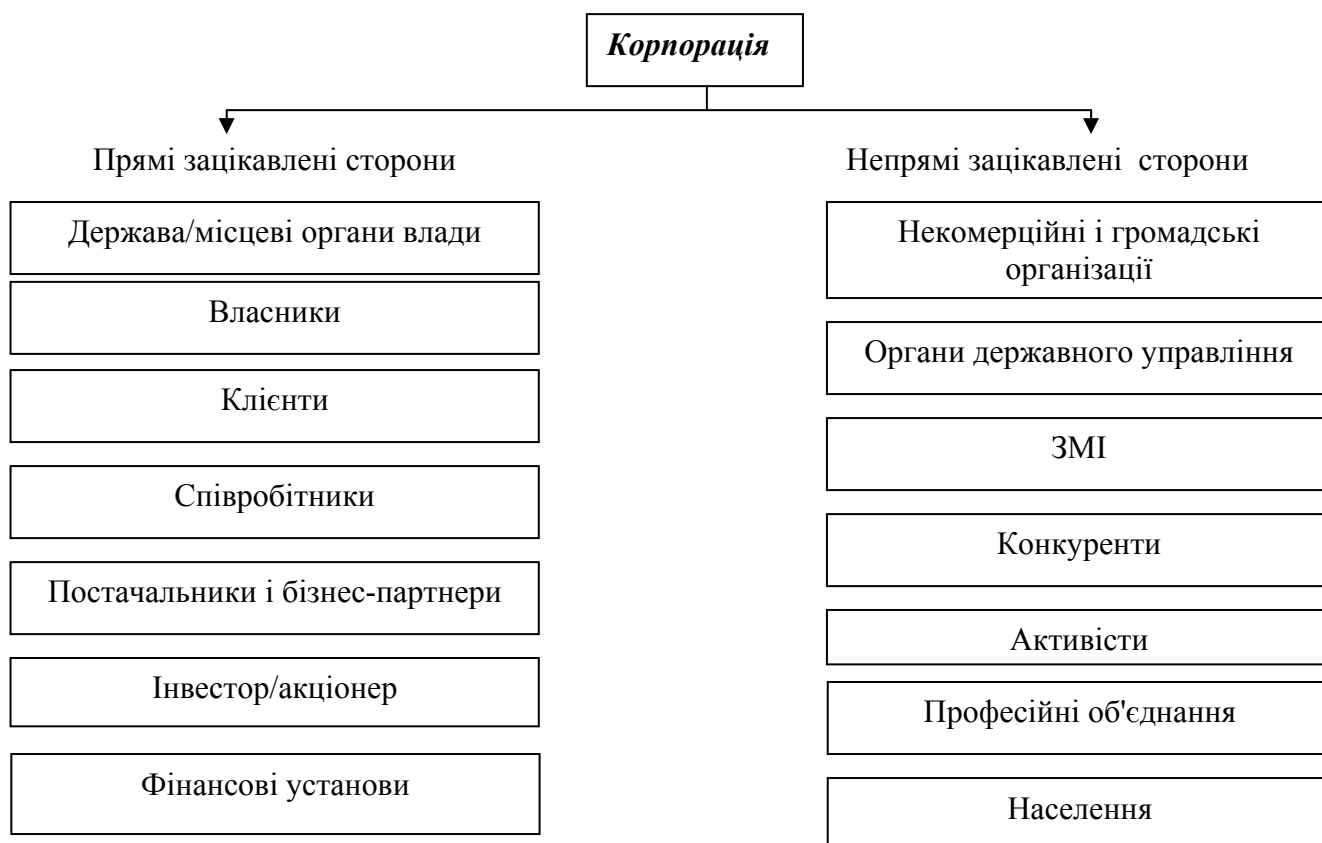 Корпорація
Прямі зацікавлені сторони
Держава/місцеві органи влади
Власники
Клієнти
Співробітники
Постачальники і бізнес-партнери
Інвестор/акціонер
Фінансові установи
Непрямі зацікавлені сторони
Некомерційні і громадські
організації
Органи державного управління
ЗМІ
Конкуренти
Активісти
Професійні об'єднання
Населення